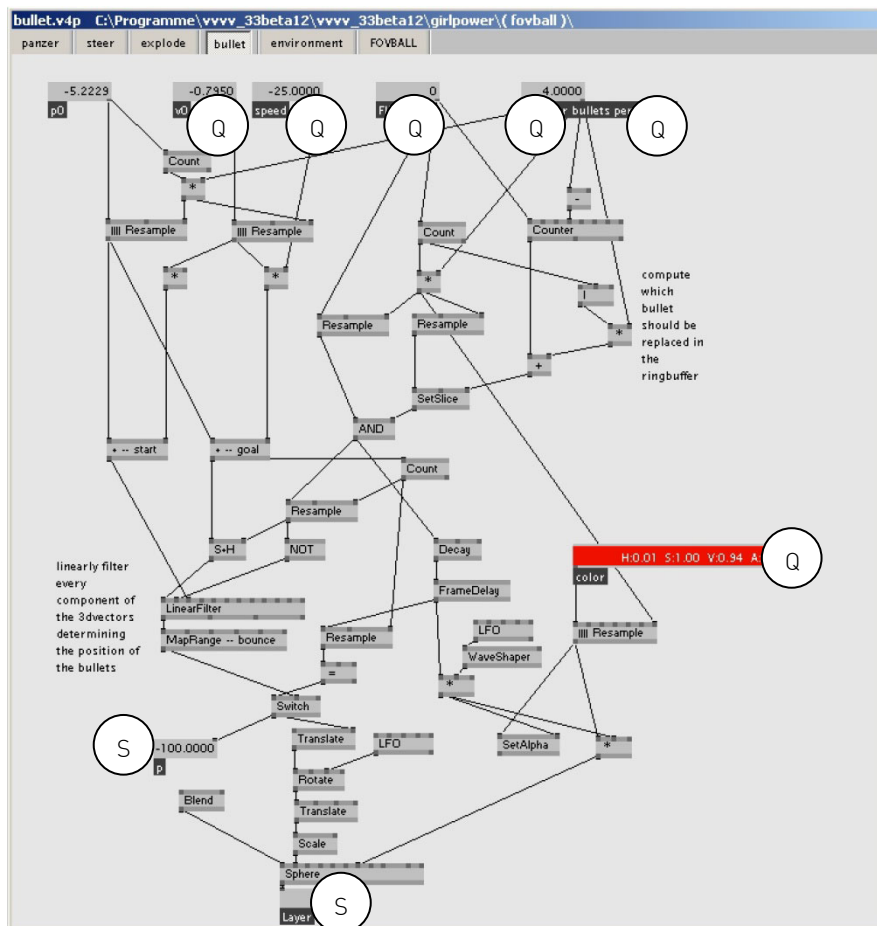 bullet.v4p C:\Programme\vvvv_33beta12\vvvv_33beta12\girlpower\( fovball )\
panzer steer explode bullet environment FOVBALL
-5.2229 -0.7950 -25.0000 0 4.0000
p0 w0 speed bullets per
Q Q Q Q Q
Count
*
-
|||| Resample |||| Resample Count Counter
* * *
compute
which
bullet
should be
replaced in
the
ringbuffer
|
Resample Resample *
+
SetSlice
AND
+ -- start + -- goal
Count
Resample
S+H NOT Decay
H:0.01 S:1.00 V:0.94 A: Q
color
linearly filter
every
component of
the 3dvectors
determining
the position of
the bullets
FrameDelay
LinearFilter
MapRange -- bounce Resample LFO |||| Resample
WaveShaper
= *
Switch
S -100.0000 Translate LFO SetAlpha *
p
Rotate
Blend Translate
Scale
Sphere
Layer S